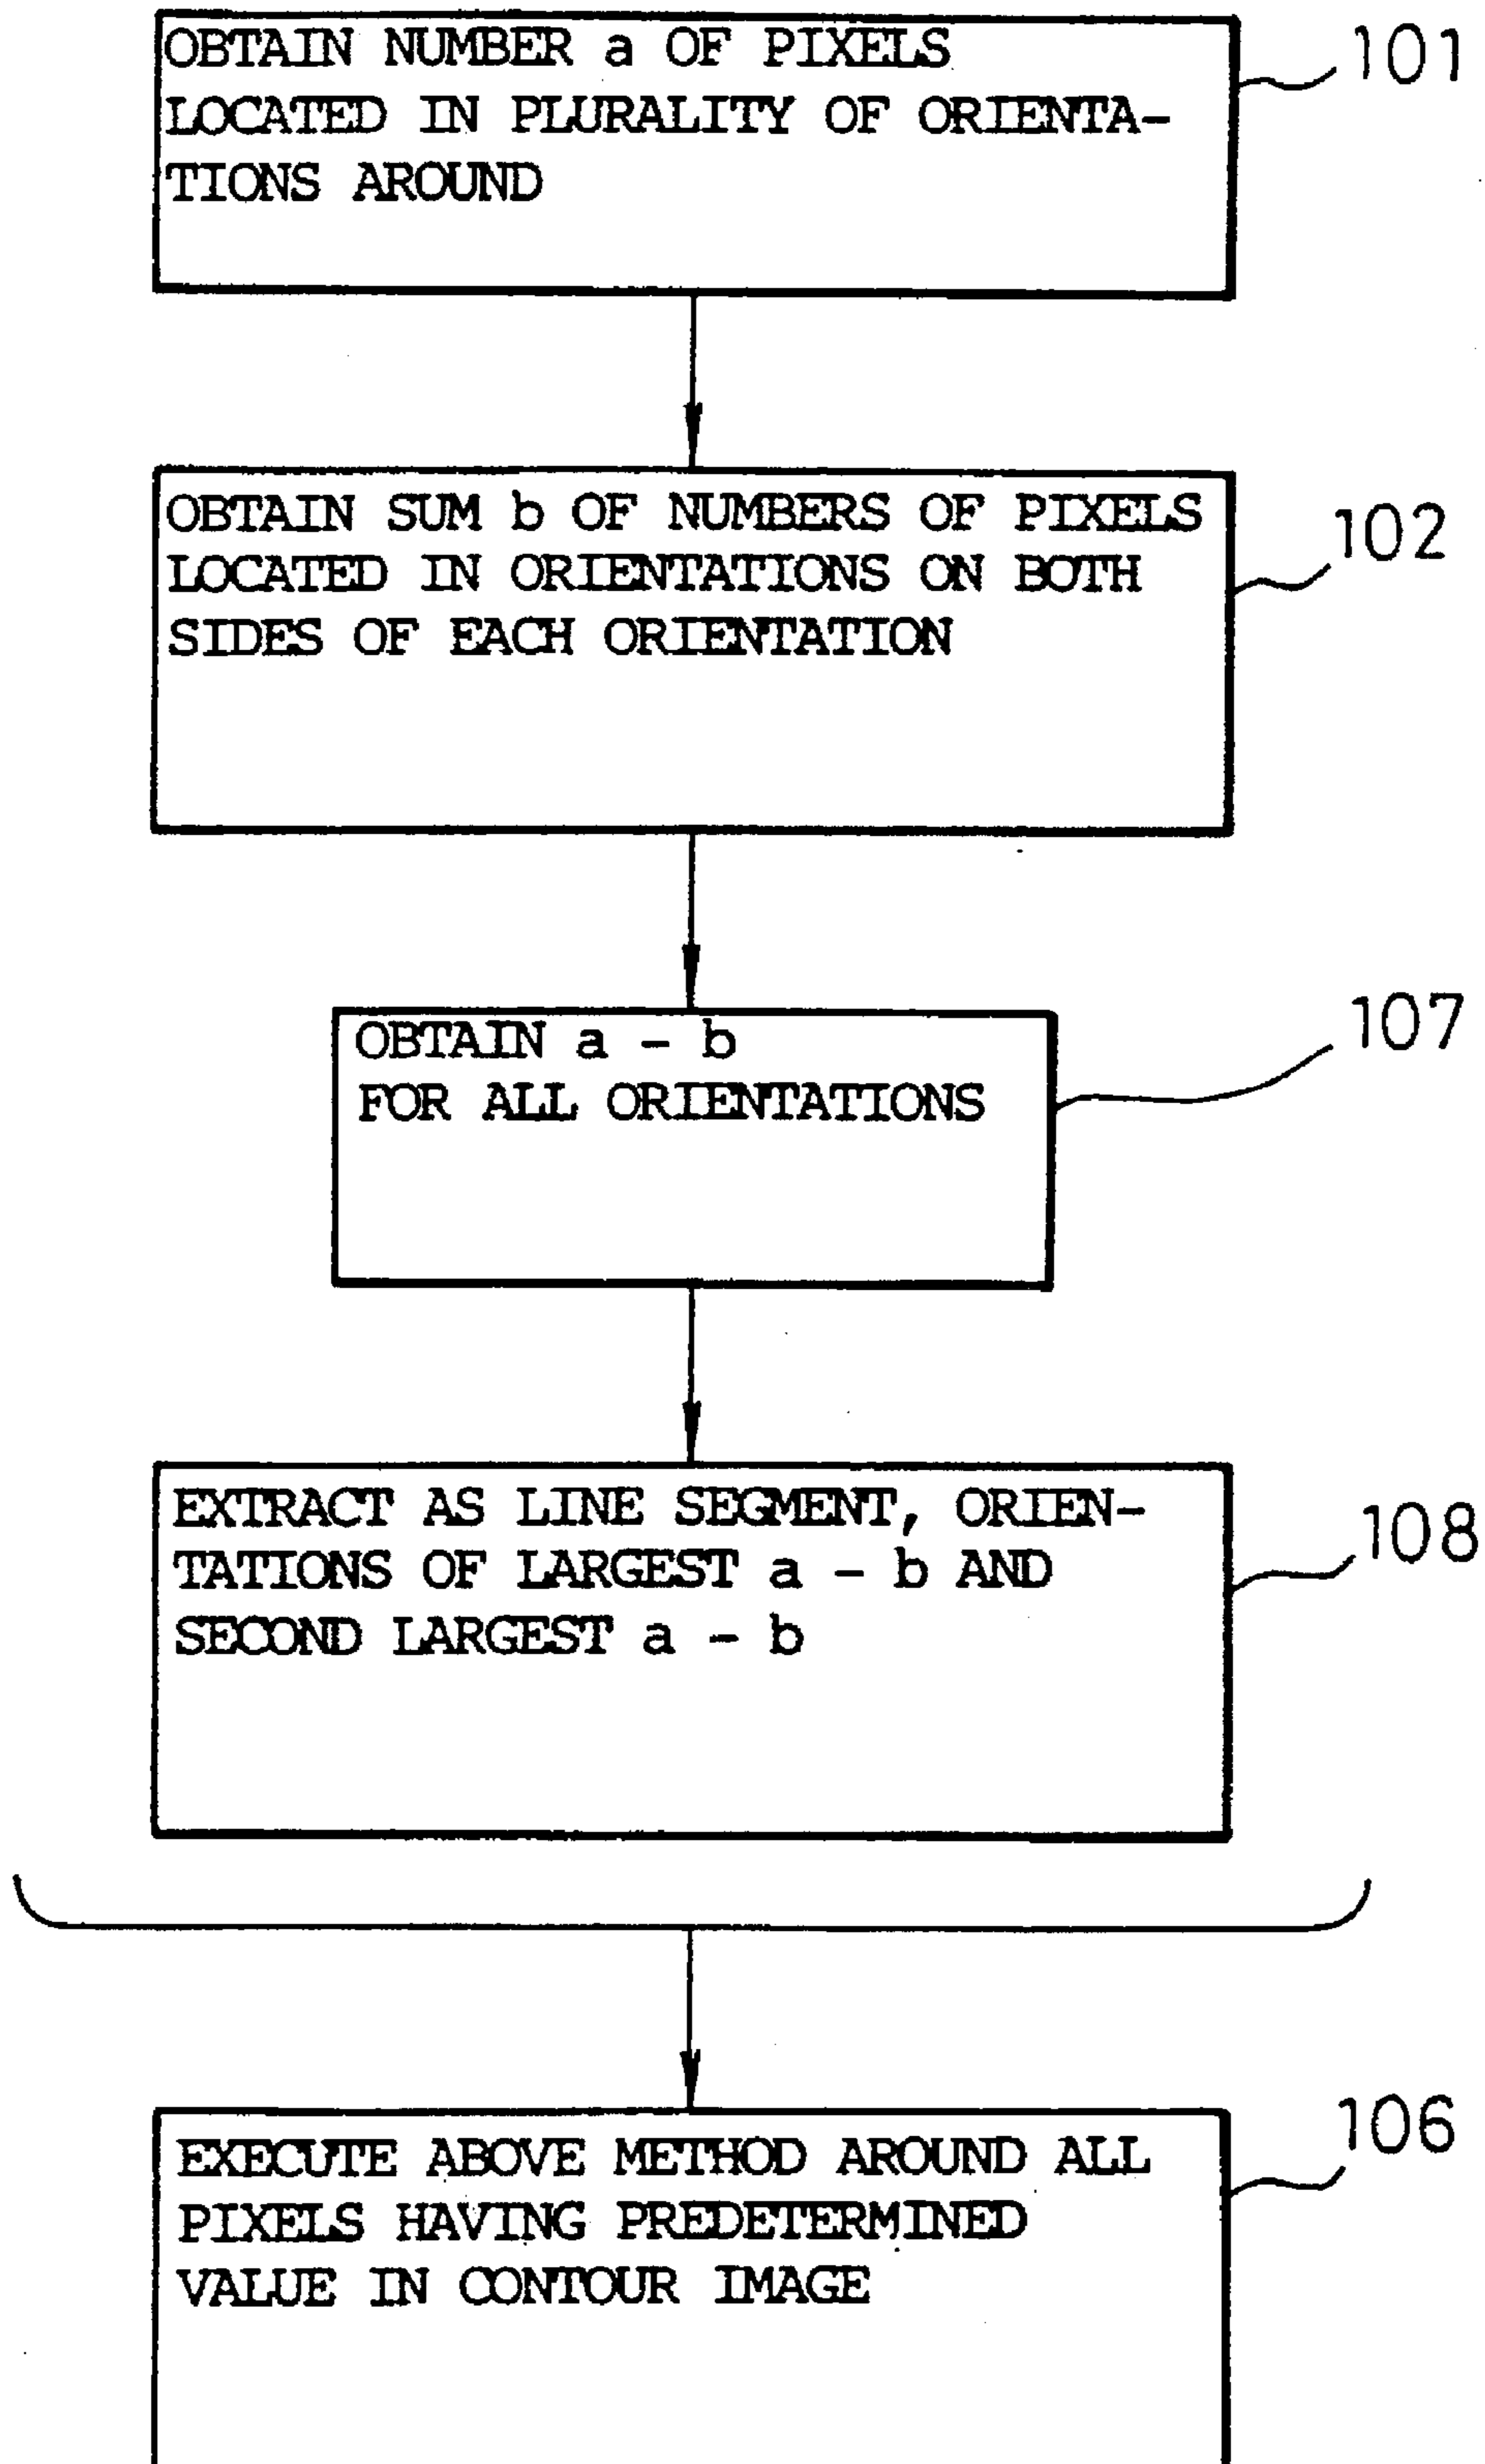 OBTAIN NUMBER a OF PIXELS
LOCATED IN PLURALITY OF ORIENTA-
TIONS AROUND
101
OBTAIN SUM b OF NUMBERS OF PIXELS
LOCATED IN ORIENTATIONS ON BOTH
SIDES OF EACH ORIENTATION
102
OBTAIN a - b
FOR ALL ORIENTATIONS
107
EXTRACT AS LINE SEGMENT, ORIEN-
TATIONS OF LARGEST a - b AND
SECOND LARGEST a - b
108
EXECUTE ABOVE METHOD AROUND ALL
PIXELS HAVING PREDETERMINED
VALUE IN CONTOUR IMAGE
106